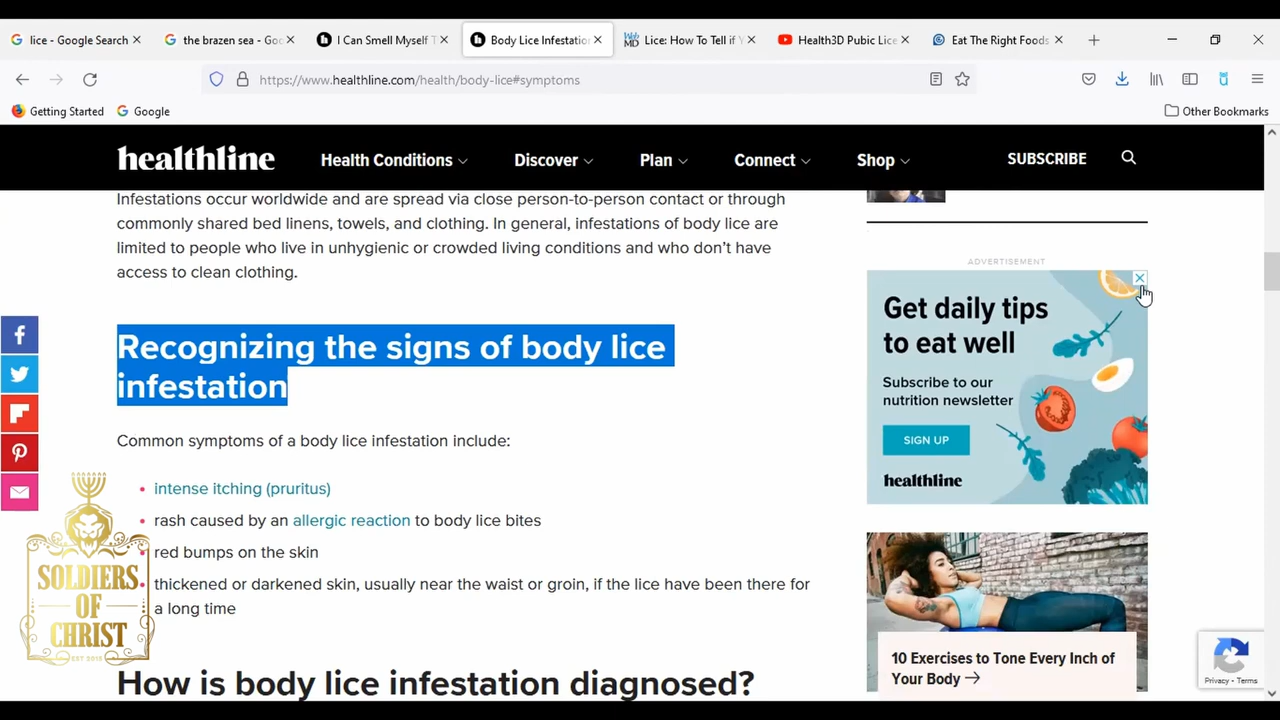 lice - Google Search
the brazen sea - Goo
I Can Smell Myself T
Body Lice Infestatio
WebMD
Lice: How To Tell if Y
Health3D Pubic Lice
Eat The Right Foods
https://www.healthline.com/health/body-lice#symptoms
Getting Started
Google
Other Bookmarks
healthline
Health Conditions
Discover
Plan
Connect
Shop
SUBSCRIBE
Infestations occur worldwide and are spread via close person-to-person contact or through
commonly shared bed linens, towels, and clothing. In general, infestations of body lice are
limited to people who live in unhygienic or crowded living conditions and who don't have
access to clean clothing.
Recognizing the signs of body lice
infestation
Common symptoms of a body lice infestation include:
• intense itching (pruritus)
• rash caused by an allergic reaction to body lice bites
• red bumps on the skin
• thickened or darkened skin, usually near the waist or groin, if the lice have been there for
a long time
How is body lice infestation diagnosed?
ADVERTISEMENT
Get daily tips
to eat well
Subscribe to our
nutrition newsletter
SIGN UP
healthline
10 Exercises to Tone Every Inch of
Your Body →
Privacy - Terms
SOLDIERS
OF
CHRIST
EST 2015